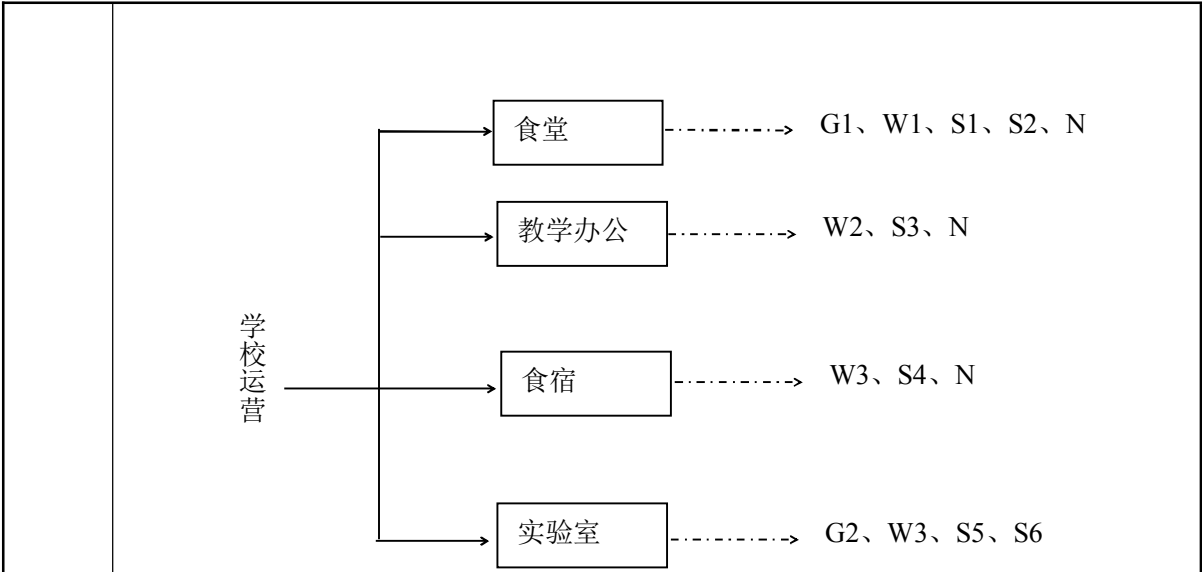 食堂
G1、W1、S1、S2、N
教学办公
W2、S3、N
学校运营
食宿
W3、S4、N
实验室
G2、W3、S5、S6